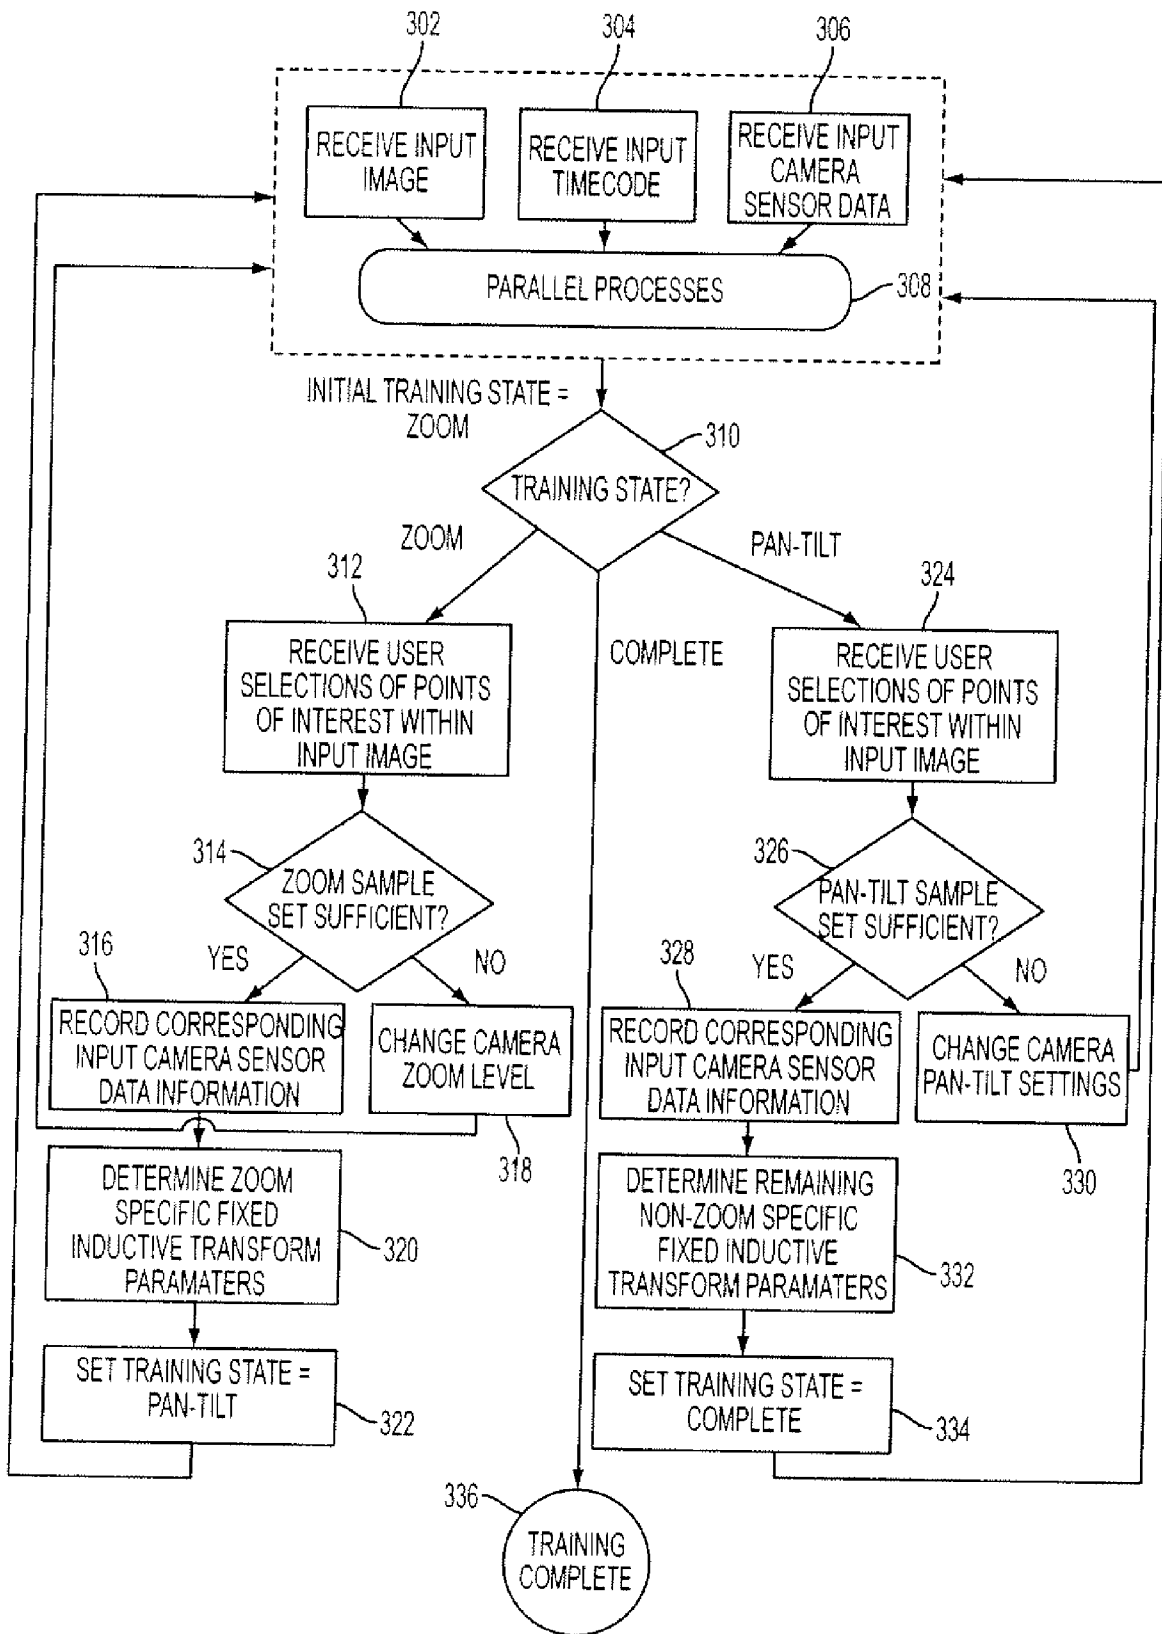 302
304
306
RECEIVE INPUT
IMAGE
RECEIVE INPUT
TIMECODE
RECEIVE INPUT
CAMERA
SENSOR DATA
PARALLEL PROCESSES
308
INITIAL TRAINING STATE =
ZOOM
310
TRAINING STATE?
ZOOM
PAN-TILT
COMPLETE
312
RECEIVE USER
SELECTIONS OF POINTS
OF INTEREST WITHIN
INPUT IMAGE
324
RECEIVE USER
SELECTIONS OF POINTS
OF INTEREST WITHIN
INPUT IMAGE
314
ZOOM SAMPLE
SET SUFFICIENT?
YES
NO
326
PAN-TILT SAMPLE
SET SUFFICIENT?
YES
NO
316
RECORD CORRESPONDING
INPUT CAMERA SENSOR
DATA INFORMATION
CHANGE CAMERA
ZOOM LEVEL
318
328
RECORD CORRESPONDING
INPUT CAMERA SENSOR
DATA INFORMATION
CHANGE CAMERA
PAN-TILT SETTINGS
330
DETERMINE ZOOM
SPECIFIC FIXED
INDUCTIVE TRANSFORM
PARAMATERS
320
DETERMINE REMAINING
NON-ZOOM SPECIFIC
FIXED INDUCTIVE
TRANSFORM PARAMATERS
332
SET TRAINING STATE =
PAN-TILT
322
SET TRAINING STATE =
COMPLETE
334
336
TRAINING
COMPLETE